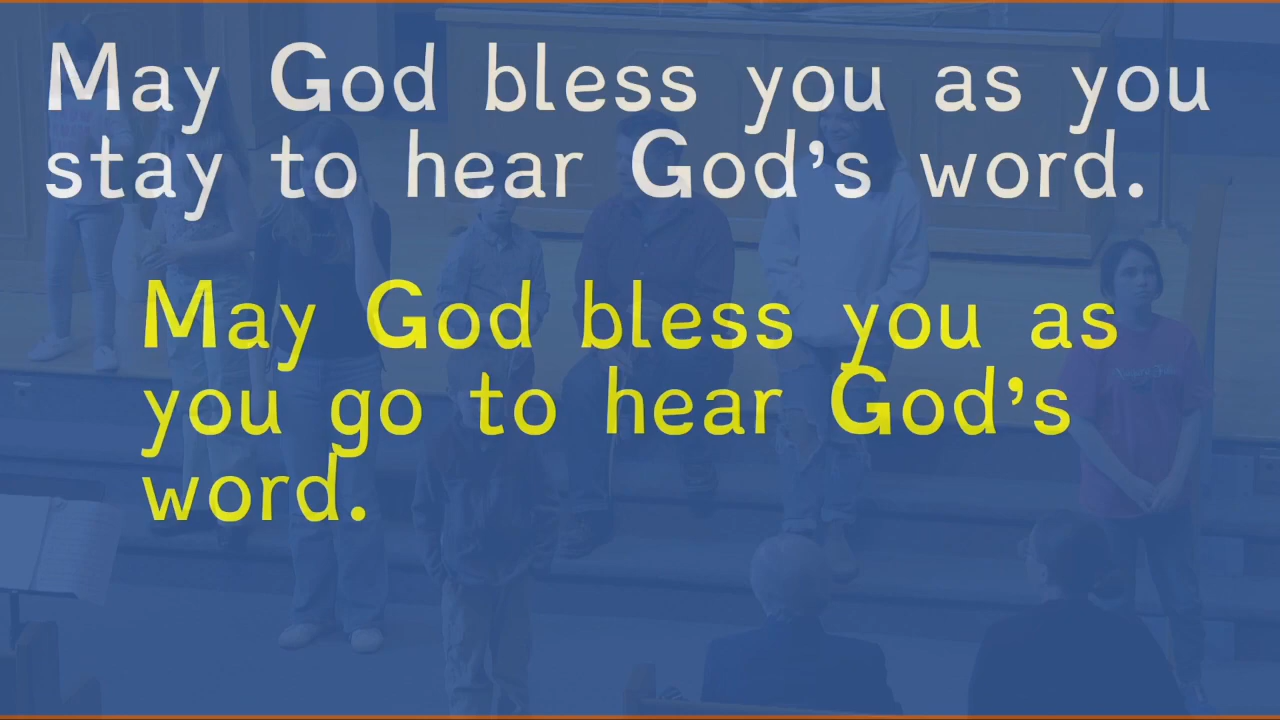 May God bless you as you
stay to hear God’s word.
May God bless you as
you go to hear God’s
word.